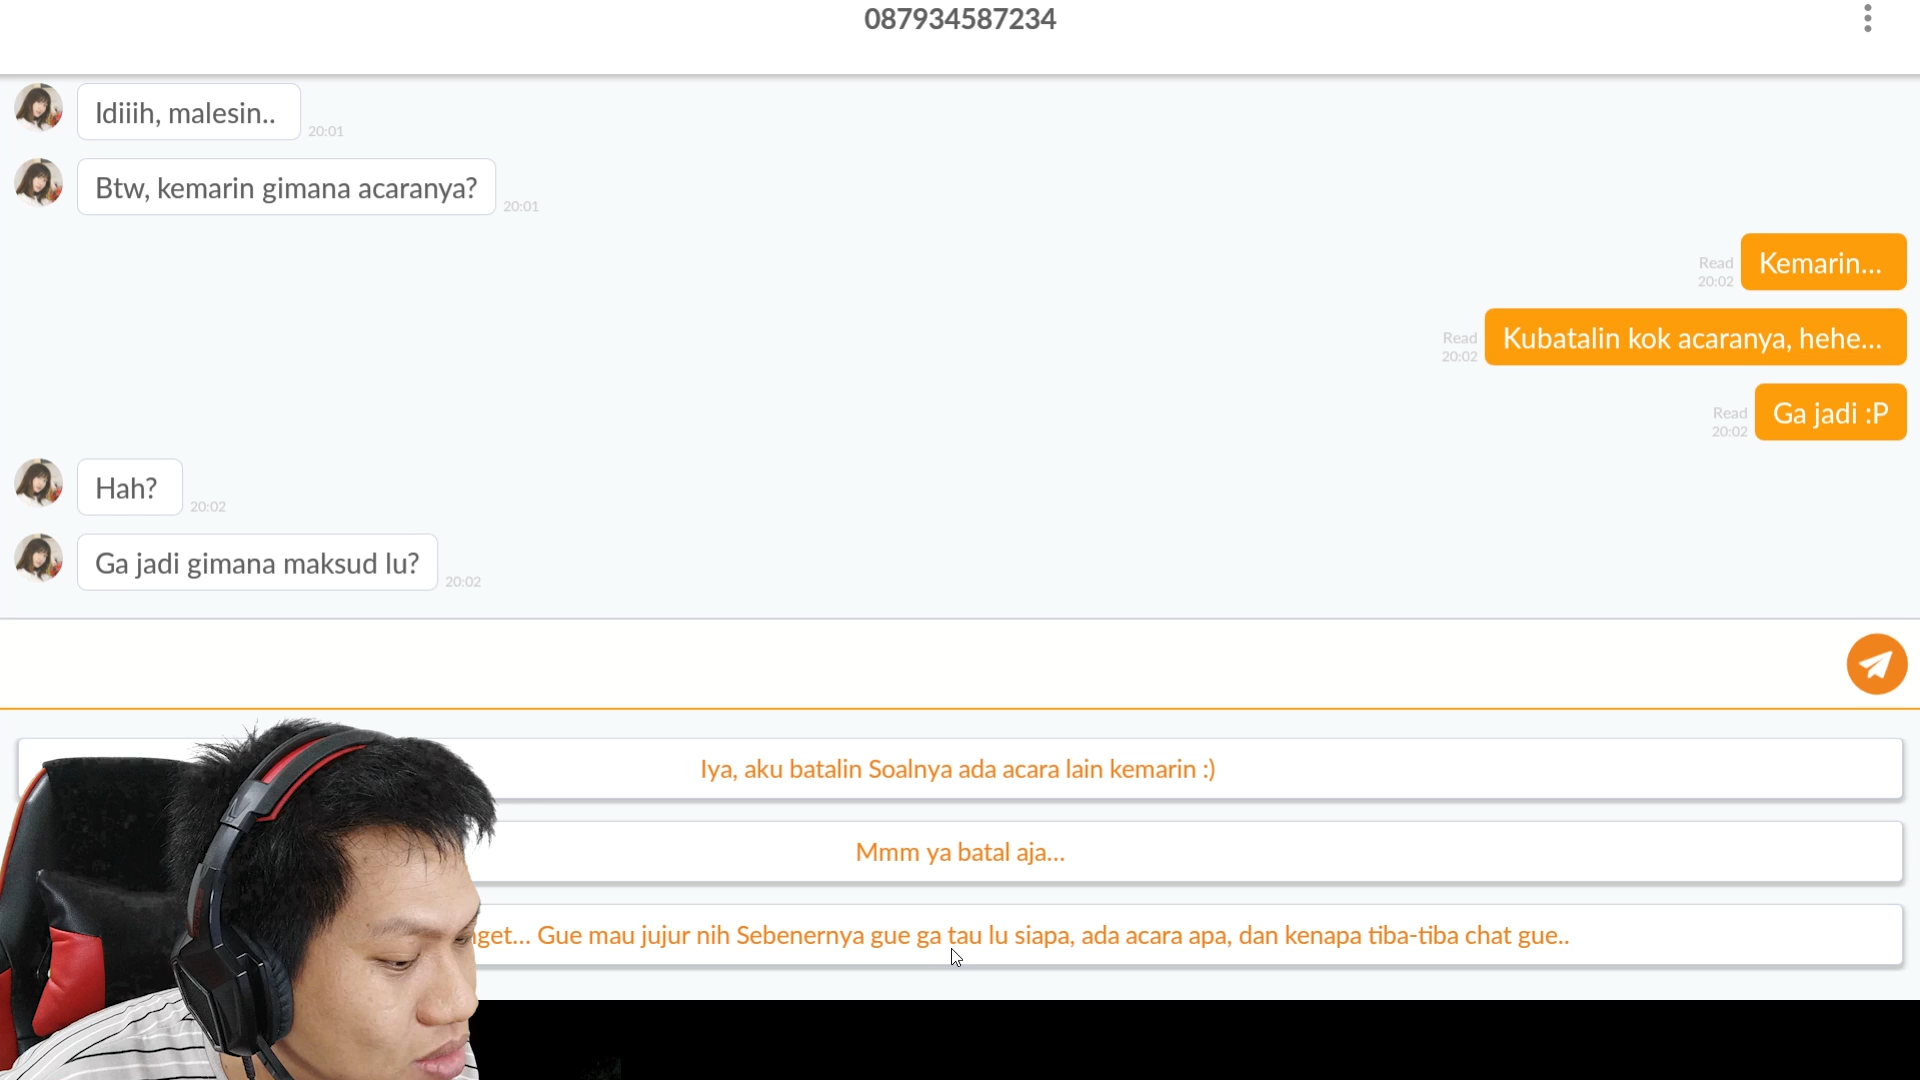 087934587234
Idiiih, malesin..
20:01
Btw, kemarin gimana acaranya?
20:01
Kemarin...
Read
20:02
Kubatalin kok acaranya, hehe...
Read
20:02
Ga jadi :P
Read
20:02
Hah?
20:02
Ga jadi gimana maksud lu?
20:02
Iya, aku batalin Soalnya ada acara lain kemarin :)
Mmm ya batal aja...
Gue mau jujur nih Sebenernya gue ga tau lu siapa, ada acara apa, dan kenapa tiba-tiba chat gue..